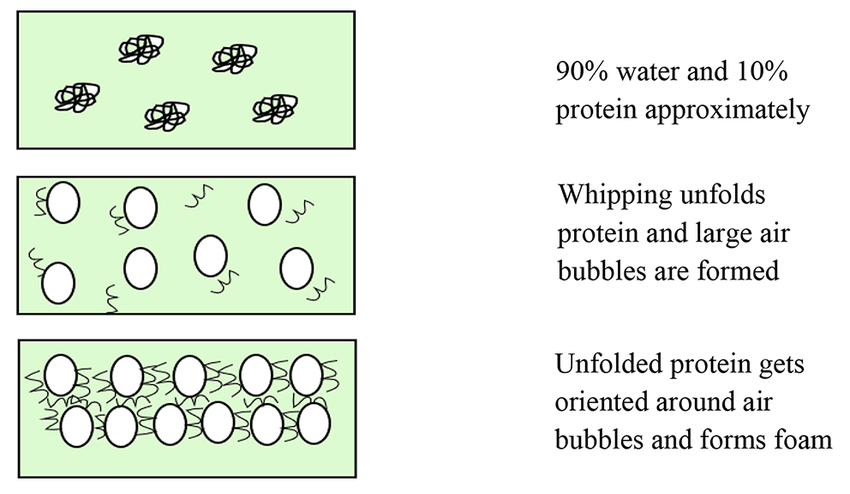 90% water and 10%
protein approximately
Whipping unfolds
protein and large air
bubbles are formed
Unfolded protein gets
oriented around air
bubbles and forms foam